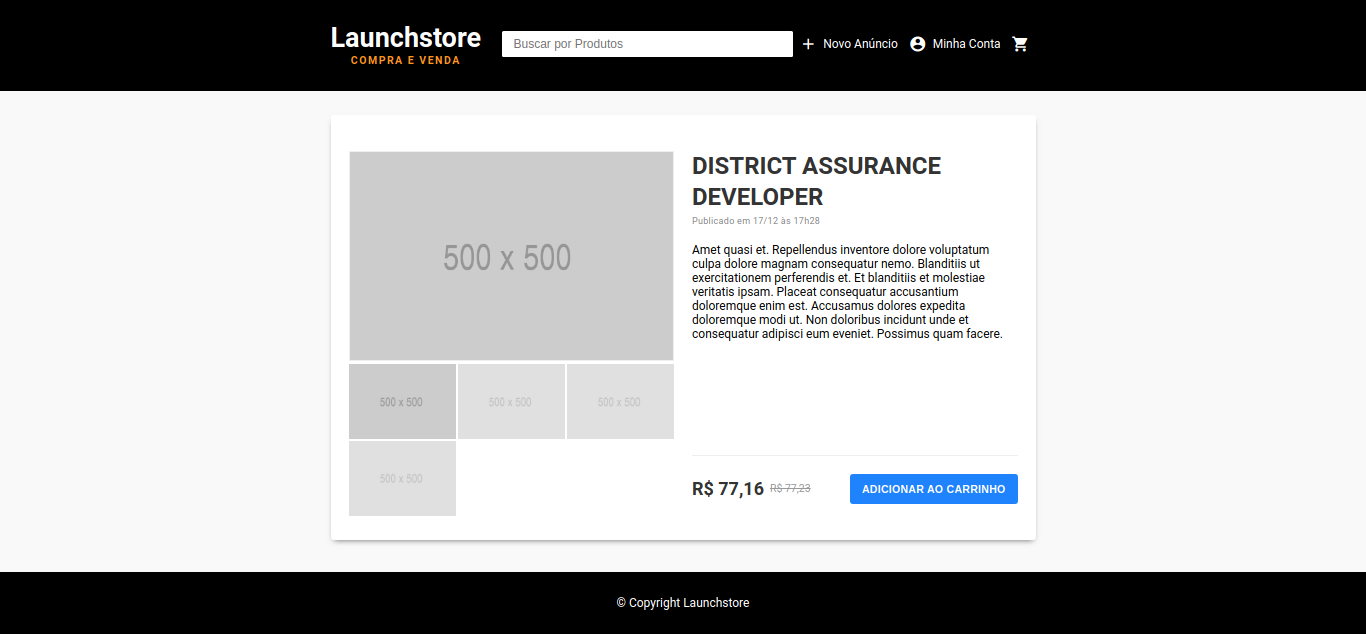 Launchstore
COMPRA E VENDA
Buscar por Produtos
Novo Anúncio
Minha Conta
500 x 500
500 x 500
500 x 500
500 x 500
500 x 500
DISTRICT ASSURANCE
DEVELOPER
Publicado em 17/12 às 17h28
Amet quasi et. Repellendus inventore dolore voluptatum
culpa dolore magnam consequatur nemo. Blanditiis ut
exercitationem perferendis et. Et blanditiis et molestiae
veritatis ipsam. Placeat consequatur accusantium
doloremque enim est. Accusamus dolores expedita
doloremque modi ut. Non doloribus incidunt unde et
consequatur adipisci eum eveniet. Possimus quam facere.
R$ 77,16 R$ 77,23
ADICIONAR AO CARRINHO
© Copyright Launchstore